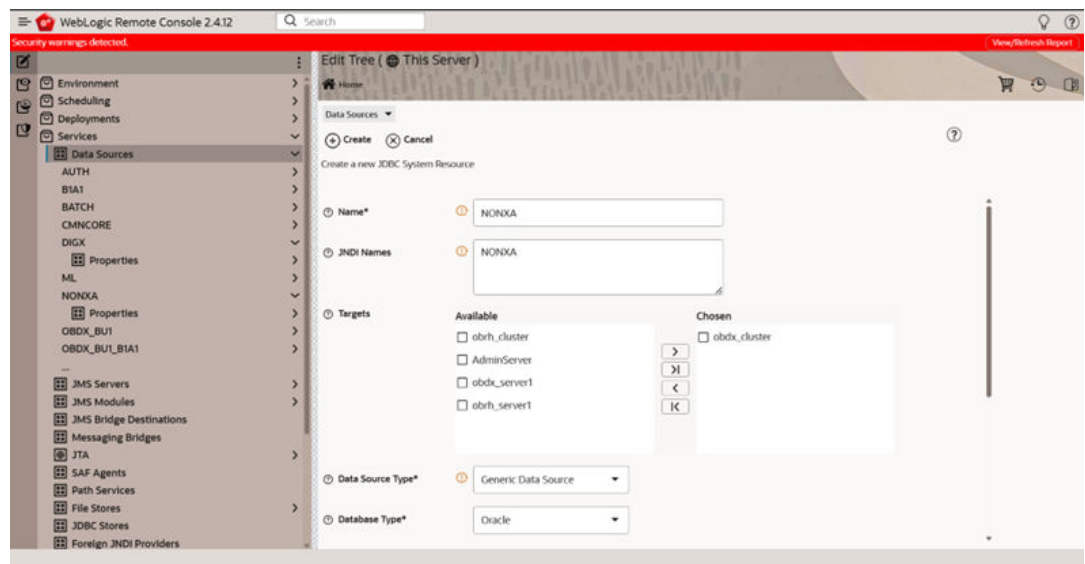 WebLogic Remote Console 2.4.12
Search
Security warnings detected.
View/Refresh Report
Environment
Scheduling
Deployments
Services
Data Sources
AUTH
B1A1
BATCH
CMNCORE
DIGX
Properties
ML
NONXA
Properties
OBDX_BU1
OBDX_BU1_B1A1
...
JMS Servers
JMS Modules
JMS Bridge Destinations
Messaging Bridges
JTA
SAF Agents
Path Services
File Stores
JDBC Stores
Foreign JNDI Providers
Edit Tree ( This Server )
Home
Data Sources
Create Cancel
Create a new JDBC System Resource
Name* NONXA
JNDI Names NONXA
Targets
Available
obrh_cluster
AdminServer
obdx_server1
obrh_server1
Chosen
obdx_cluster
Data Source Type* Generic Data Source
Database Type* Oracle